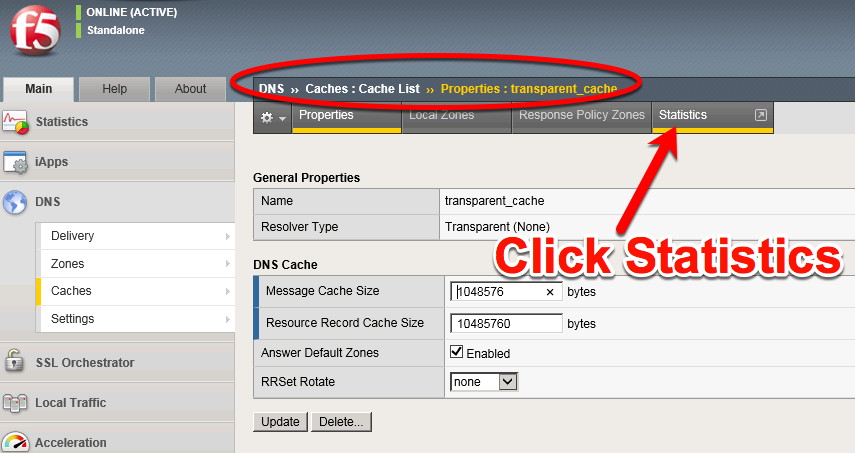 f5
ONLINE (ACTIVE)
Standalone
Main
Help
About
DNS ›› Caches : Cache List ›› Properties : transparent_cache
Properties
Local Zones
Response Policy Zones
Statistics
Statistics
iApps
DNS
Delivery
Zones
Caches
Settings
SSL Orchestrator
Local Traffic
Acceleration
General Properties
Name transparent_cache
Resolver Type Transparent (None)
Click Statistics
DNS Cache
Message Cache Size 1048576 × bytes
Resource Record Cache Size 10485760 bytes
Answer Default Zones Enabled
RRSet Rotate none
Update Delete...